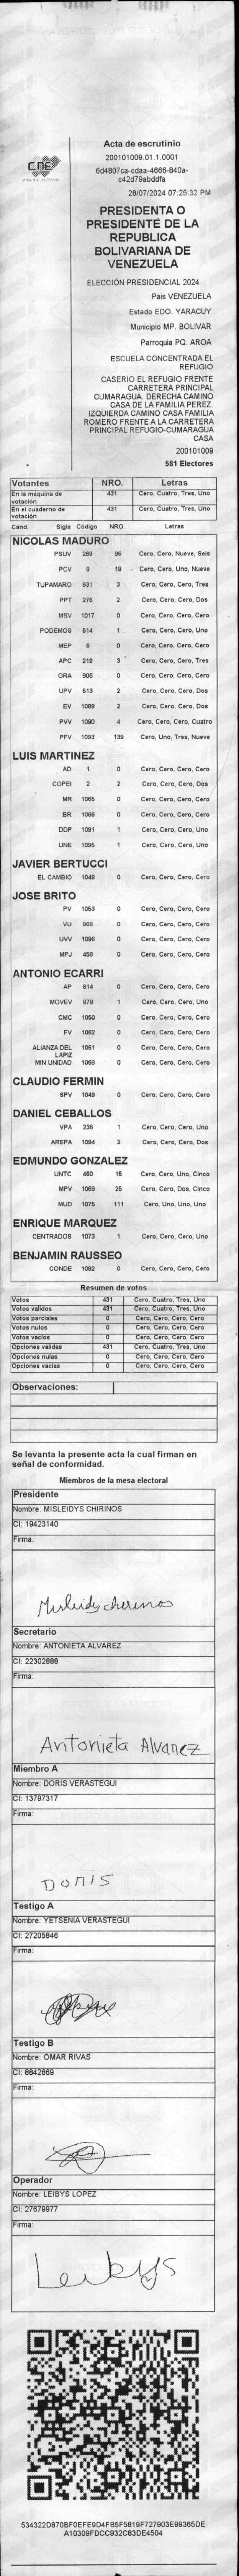 CNE
Acta de escrutinio
200101009.01.1.0001
6d4807ca-cdaa-4666-840a-
c42d79abddfa
28/07/2024 07:25:32 PM
PRESIDENTA O
PRESIDENTE DE LA
REPUBLICA
BOLIVARIANA DE
VENEZUELA
ELECCIÓN PRESIDENCIAL 2024
Pais VENEZUELA
Estado EDO. YARACUY
Municipio MP. BOLIVAR
Parroquia PQ. AROA
ESCUELA CONCENTRADA EL
REFUGIO
CASERIO EL REFUGIO FRENTE
CARRETERA PRINCIPAL
CUMARAGUA. DERECHA CAMINO
CASA DE LA FAMILIA PEREZ.
IZQUIERDA CAMINO CASA FAMILIA
ROMERO FRENTE A LA CARRETERA
PRINCIPAL REFUGIO-CUMARAGUA
CASA
200101009
581 Electores
Votantes NRO. Letras
En la máquina de votación 431 Cero, Cuatro, Tres, Uno
En el cuaderno de votación 431 Cero, Cuatro, Tres, Uno
Cand. Sigla Código NRO. Letras
NICOLAS MADURO
PSUV 269 96 Cero, Cero, Nueve, Seis
PCV 9 19 Cero, Cero, Uno, Nueve
TUPAMARO 931 3 Cero, Cero, Cero, Tres
PPT 276 2 Cero, Cero, Cero, Dos
MSV 1017 0 Cero, Cero, Cero, Cero
PODEMOS 514 1 Cero, Cero, Cero, Uno
MEP 6 0 Cero, Cero, Cero, Cero
APC 219 3 Cero, Cero, Cero, Tres
ORA 906 0 Cero, Cero, Cero, Cero
UPV 513 2 Cero, Cero, Cero, Dos
EV 1089 2 Cero, Cero, Cero, Dos
PVV 1090 4 Cero, Cero, Cero, Cuatro
PFV 1093 139 Cero, Uno, Tres, Nueve
LUIS MARTINEZ
AD 1 0 Cero, Cero, Cero, Cero
COPEI 2 2 Cero, Cero, Cero, Dos
MR 1065 0 Cero, Cero, Cero, Cero
BR 1066 0 Cero, Cero, Cero, Cero
DDP 1091 1 Cero, Cero, Cero, Uno
UNE 1095 1 Cero, Cero, Cero, Uno
JAVIER BERTUCCI
EL CAMBIO 1048 0 Cero, Cero, Cero, Cero
JOSE BRITO
PV 1053 0 Cero, Cero, Cero, Cero
VU 868 0 Cero, Cero, Cero, Cero
UVV 1096 0 Cero, Cero, Cero, Cero
MPJ 458 0 Cero, Cero, Cero, Cero
ANTONIO ECARRI
AP 614 0 Cero, Cero, Cero, Cero
MOVEV 878 1 Cero, Cero, Cero, Uno
CMC 1050 0 Cero, Cero, Cero, Cero
FV 1062 0 Cero, Cero, Cero, Cero
ALIANZA DEL LAPIZ 1051 0 Cero, Cero, Cero, Cero
MIN UNIDAD 1068 0 Cero, Cero, Cero, Cero
CLAUDIO FERMIN
SPV 1049 0 Cero, Cero, Cero, Cero
DANIEL CEBALLOS
VPA 236 1 Cero, Cero, Cero, Uno
AREPA 1094 2 Cero, Cero, Cero, Dos
EDMUNDO GONZALEZ
UNTC 460 15 Cero, Cero, Uno, Cinco
MPV 1069 25 Cero, Cero, Dos, Cinco
MUD 1075 111 Cero, Uno, Uno, Uno
ENRIQUE MARQUEZ
CENTRADOS 1073 1 Cero, Cero, Cero, Uno
BENJAMIN RAUSSEO
CONDE 1092 0 Cero, Cero, Cero, Cero
Resumen de votos
Votos 431 Cero, Cuatro, Tres, Uno
Votos validos 431 Cero, Cuatro, Tres, Uno
Votos parciales 0 Cero, Cero, Cero, Cero
Votos nulos 0 Cero, Cero, Cero, Cero
Votos vacios 0 Cero, Cero, Cero, Cero
Opciones validas 431 Cero, Cuatro, Tres, Uno
Opciones nulas 0 Cero, Cero, Cero, Cero
Opciones vacias 0 Cero, Cero, Cero, Cero
Observaciones:
Se levanta la presente acta la cual firman en
señal de conformidad.
Miembros de la mesa electoral
Presidente
Nombre: MISLEIDYS CHIRINOS
CI: 19423140
Firma:
Misleidy chirinos
Secretario
Nombre: ANTONIETA ALVAREZ
CI: 22302888
Firma:
Antonieta Alvarez
Miembro A
Nombre: DORIS VERASTEGUI
CI: 13797317
Firma:
DORIS
Testigo A
Nombre: YETSENIA VERASTEGUI
CI: 27205846
Firma:
Testigo B
Nombre: OMAR RIVAS
CI: 8842669
Firma:
Operador
Nombre: LEIBYS LOPEZ
CI: 27679977
Firma:
Leibys
534322D870BF0EFE9D4FB5F5819F727903E99365DE
A10309FDCC932C83DE4504